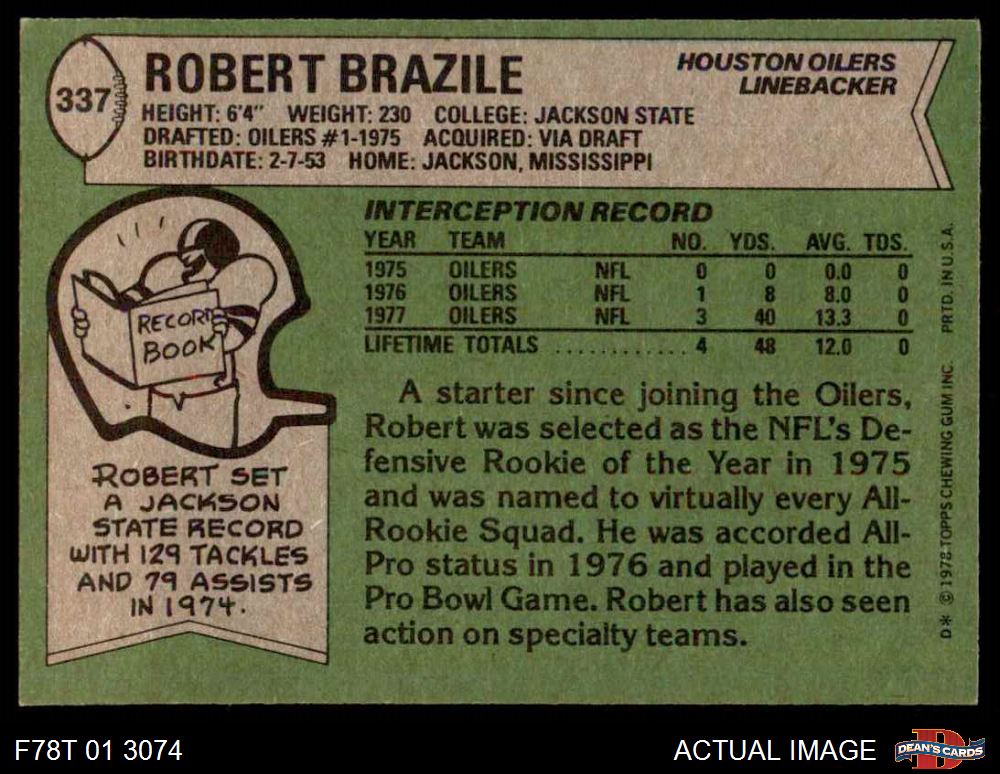 337
ROBERT BRAZILE
HOUSTON OILERS
LINEBACKER
HEIGHT: 6'4" WEIGHT: 230 COLLEGE: JACKSON STATE
DRAFTED: OILERS #1-1975 ACQUIRED: VIA DRAFT
BIRTHDATE: 2-7-53 HOME: JACKSON, MISSISSIPPI
RECORD
BOOK
ROBERT SET
A JACKSON
STATE RECORD
WITH 129 TACKLES
AND 79 ASSISTS
IN 1974.
INTERCEPTION RECORD
YEAR TEAM NO. YDS. AVG. TDS.
1975 OILERS NFL 0 0 0.0 0
1976 OILERS NFL 1 8 8.0 0
1977 OILERS NFL 3 40 13.3 0
LIFETIME TOTALS ............ 4 48 12.0 0
A starter since joining the Oilers,
Robert was selected as the NFL's De-
fensive Rookie of the Year in 1975
and was named to virtually every All-
Rookie Squad. He was accorded All-
Pro status in 1976 and played in the
Pro Bowl Game. Robert has also seen
action on specialty teams.
D* © 1978 TOPPS CHEWING GUM INC. PRTD. IN U.S.A.
F78T 01 3074
ACTUAL IMAGE
D
DEAN'S CARDS